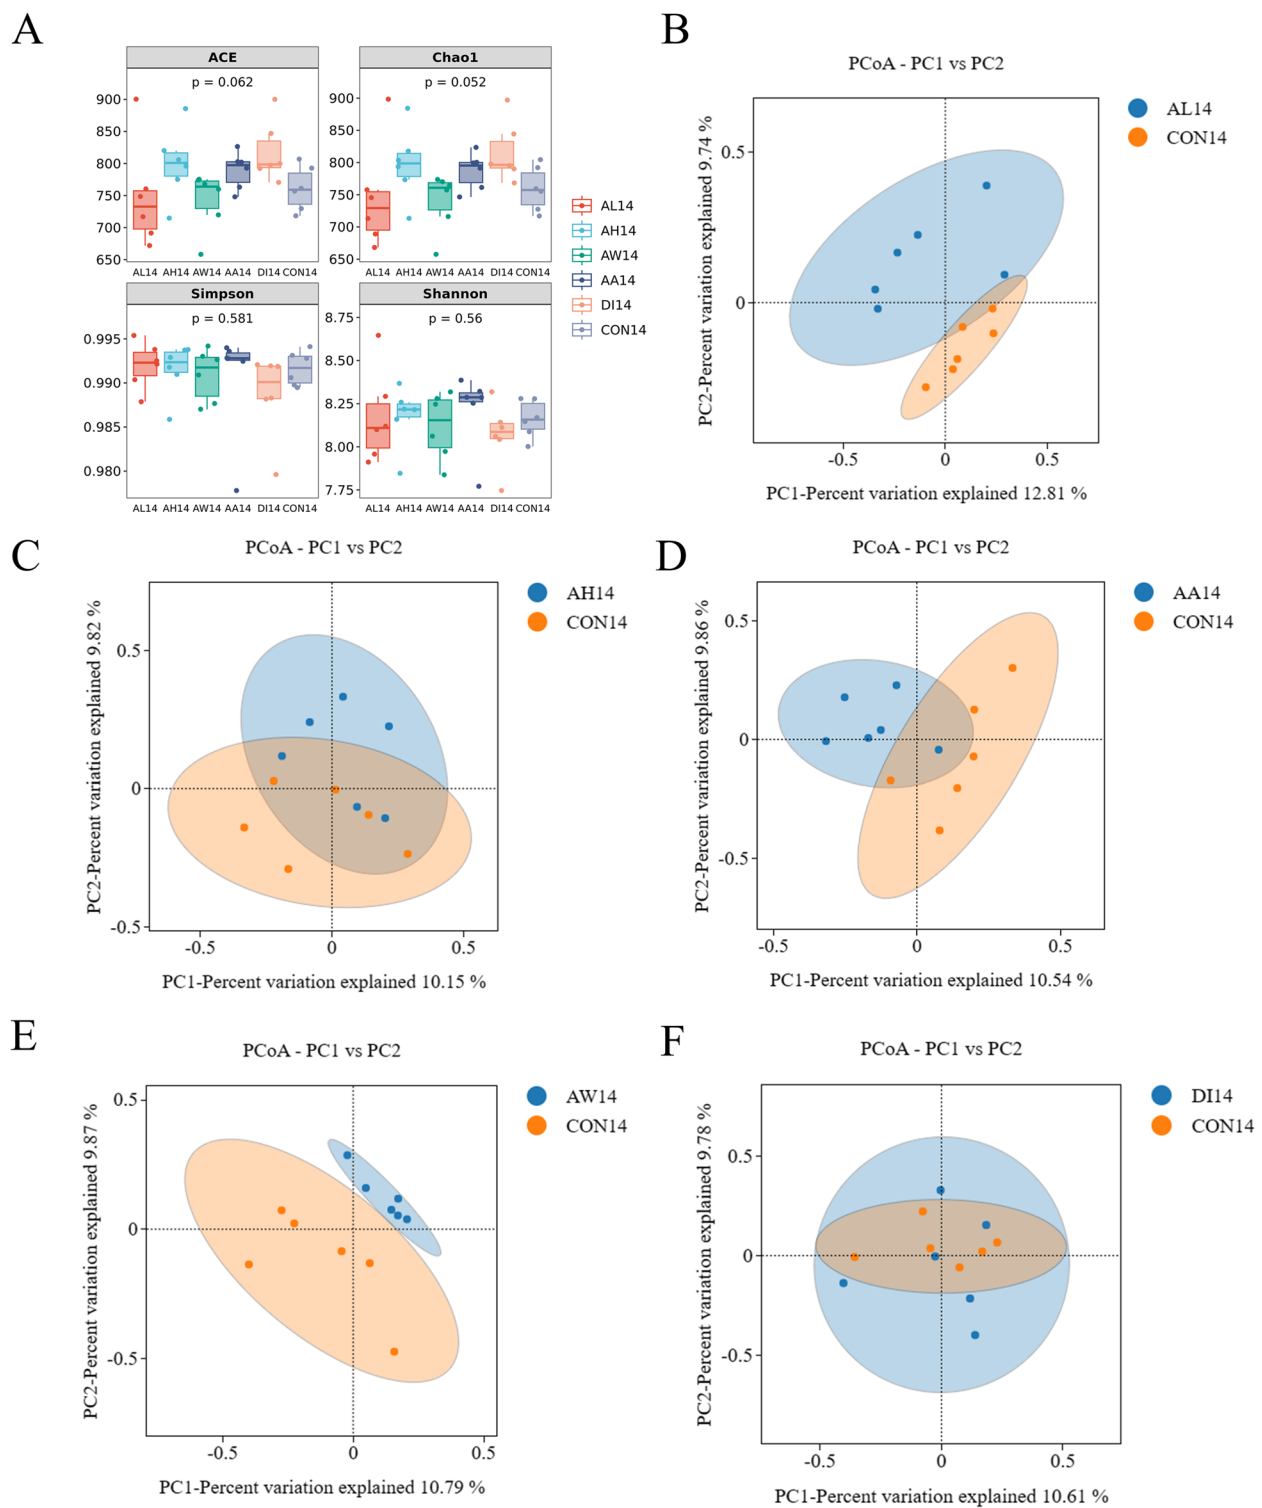 A
ACE
p = 0.062
900
850
800
750
700
650
AL14 AH14 AW14 AA14 DI14 CON14
Chao1
p = 0.052
900
850
800
750
700
650
AL14 AH14 AW14 AA14 DI14 CON14
Simpson
p = 0.581
0.995
0.990
0.985
0.980
AL14 AH14 AW14 AA14 DI14 CON14
Shannon
p = 0.56
8.75
8.50
8.25
8.00
7.75
AL14 AH14 AW14 AA14 DI14 CON14
AL14
AH14
AW14
AA14
DI14
CON14
B
PCoA - PC1 vs PC2
AL14
CON14
PC2-Percent variation explained 9.74 %
0.5
0
-0.5 0 0.5
PC1-Percent variation explained 12.81 %
C
PCoA - PC1 vs PC2
AH14
CON14
PC2-Percent variation explained 9.82 %
0.5
0
-0.5
-0.5 0 0.5
PC1-Percent variation explained 10.15 %
D
PCoA - PC1 vs PC2
AA14
CON14
PC2-Percent variation explained 9.86 %
0.5
0
-0.5
-0.5 0 0.5
PC1-Percent variation explained 10.54 %
E
PCoA - PC1 vs PC2
AW14
CON14
PC2-Percent variation explained 9.87 %
0.5
0
-0.5
-0.5 0 0.5
PC1-Percent variation explained 10.79 %
F
PCoA - PC1 vs PC2
DI14
CON14
PC2-Percent variation explained 9.78 %
0.5
0
-0.5
-0.5 0 0.5
PC1-Percent variation explained 10.61 %